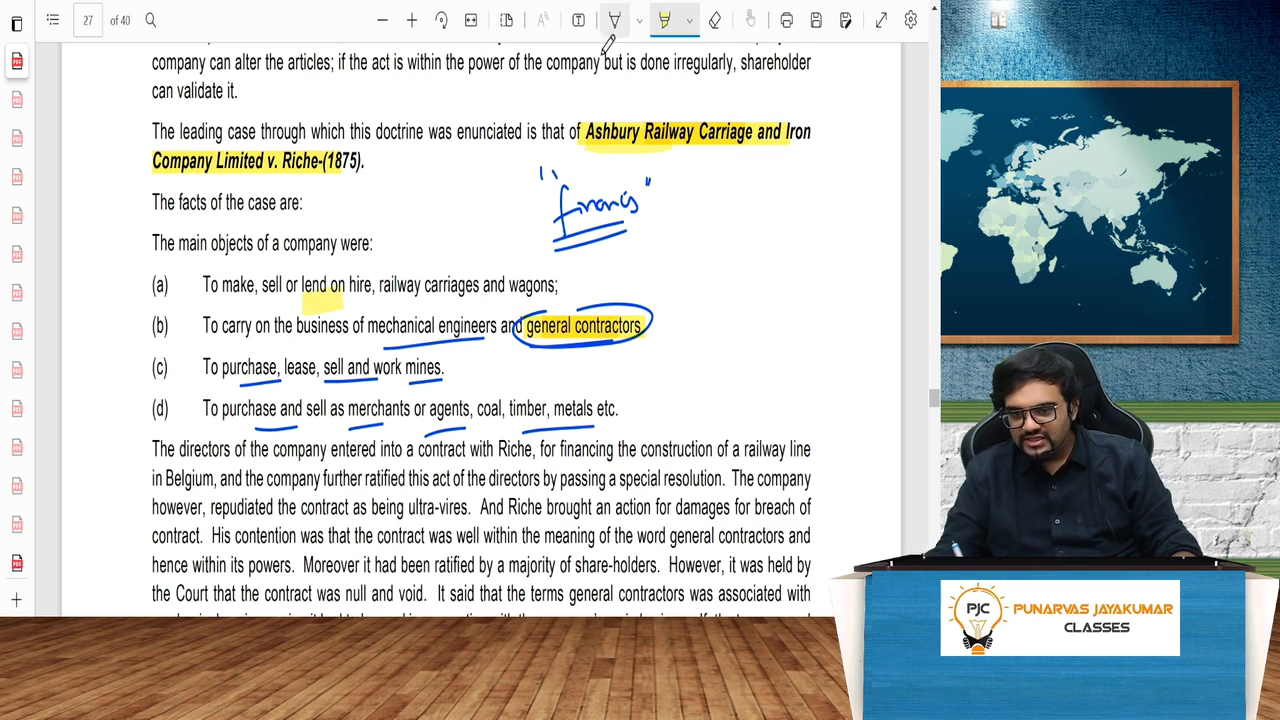 27 of 40
company can alter the articles; if the act is within the power of the company but is done irregularly, shareholder
can validate it.
The leading case through which this doctrine was enunciated is that of Ashbury Railway Carriage and Iron
Company Limited v. Riche-(1875).
The facts of the case are:
The main objects of a company were:
(a) To make, sell or lend on hire, railway carriages and wagons;
(b) To carry on the business of mechanical engineers and general contractors,
(c) To purchase, lease, sell and work mines.
(d) To purchase and sell as merchants or agents, coal, timber, metals etc.
The directors of the company entered into a contract with Riche, for financing the construction of a railway line
in Belgium, and the company further ratified this act of the directors by passing a special resolution. The company
however, repudiated the contract as being ultra-vires. And Riche brought an action for damages for breach of
contract. His contention was that the contract was well within the meaning of the word general contractors and
hence within its powers. Moreover it had been ratified by a majority of share-holders. However, it was held by
the Court that the contract was null and void. It said that the terms general contractors was associated with
PJC PUNARVAS JAYAKUMAR
CLASSES